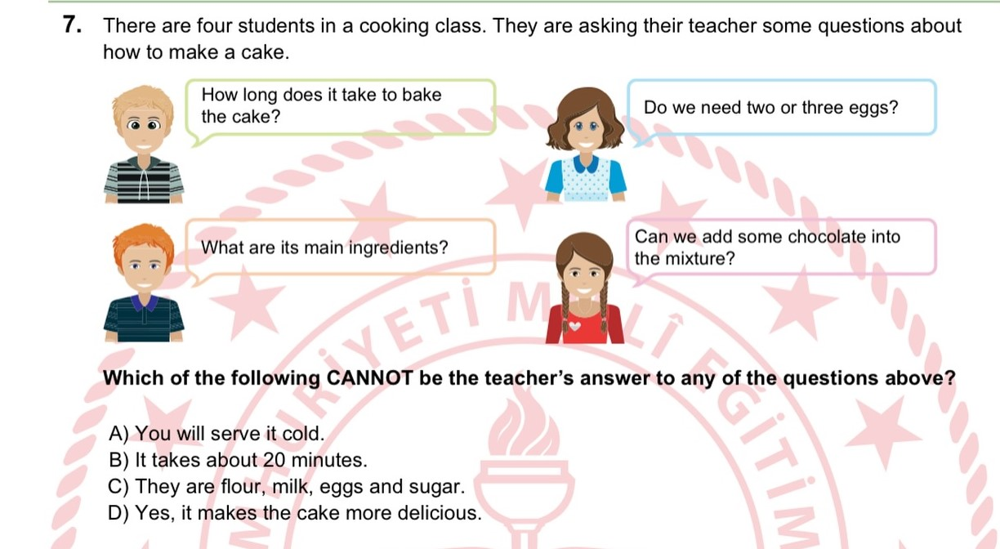 7. There are four students in a cooking class. They are asking their teacher some questions about
how to make a cake.
How long does it take to bake
the cake?
Do we need two or three eggs?
What are its main ingredients?
Can we add some chocolate into
the mixture?
Which of the following CANNOT be the teacher's answer to any of the questions above?
A) You will serve it cold.
B) It takes about 20 minutes.
C) They are flour, milk, eggs and sugar.
D) Yes, it makes the cake more delicious.